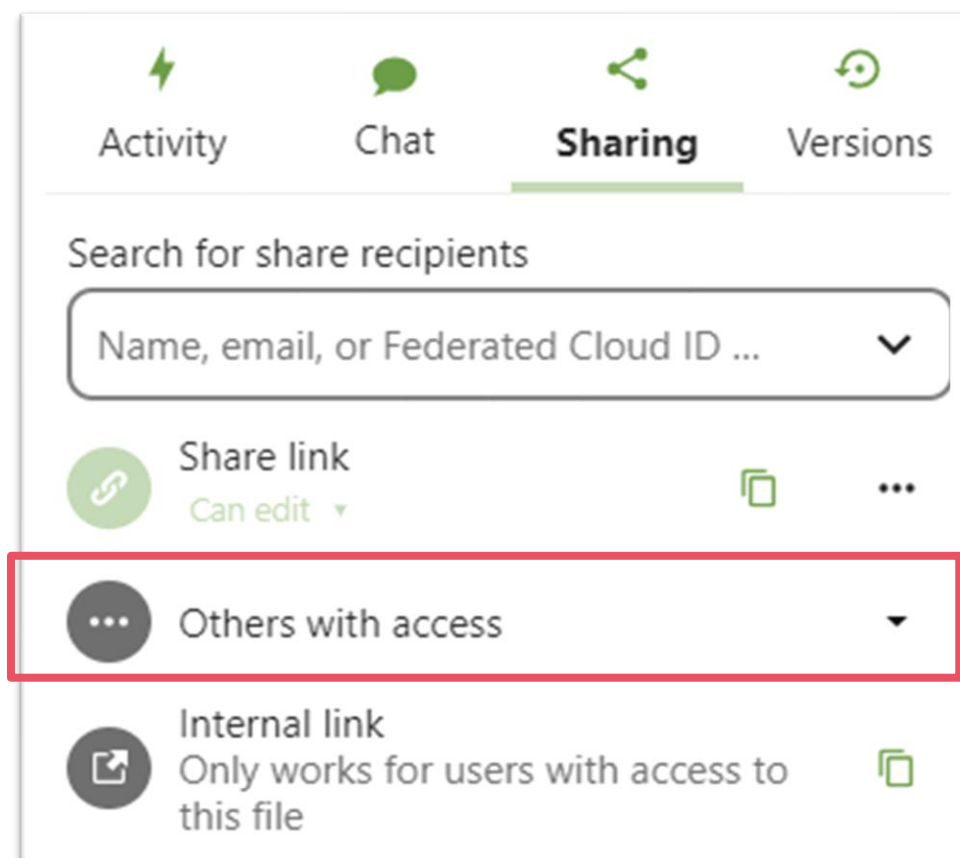 Activity Chat Sharing Versions
Search for share recipients
Name, email, or Federated Cloud ID ...
Share link
Can edit
Others with access
Internal link
Only works for users with access to
this file